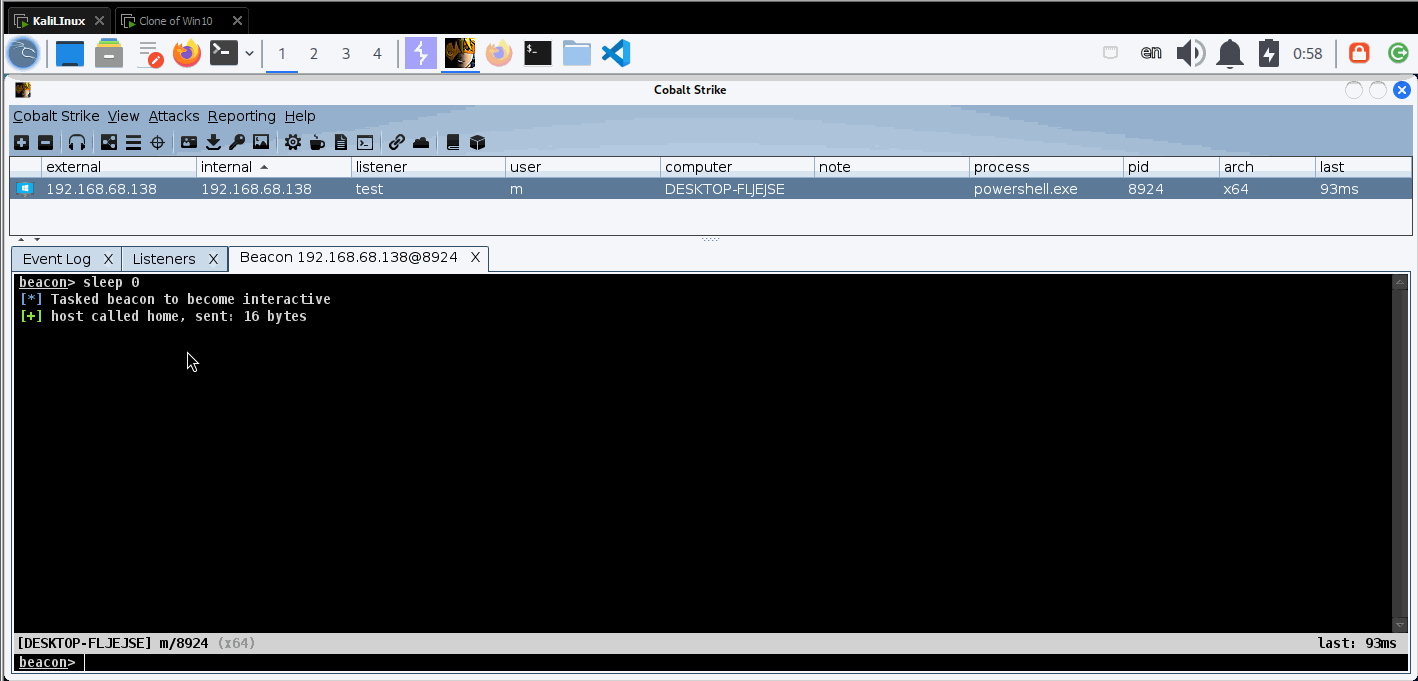 KaliLInux Clone of Win10
1 2 3 4 en 0:58
Cobalt Strike
Cobalt Strike View Attacks Reporting Help
external internal listener user computer note process pid arch last
192.168.68.138 192.168.68.138 test m DESKTOP-FLJEJSE powershell.exe 8924 x64 93ms
Event Log X Listeners X Beacon 192.168.68.138@8924 X
beacon> sleep 0
[*] Tasked beacon to become interactive
[+] host called home, sent: 16 bytes
[DESKTOP-FLJEJSE] m/8924 (x64) last: 93ms
beacon>